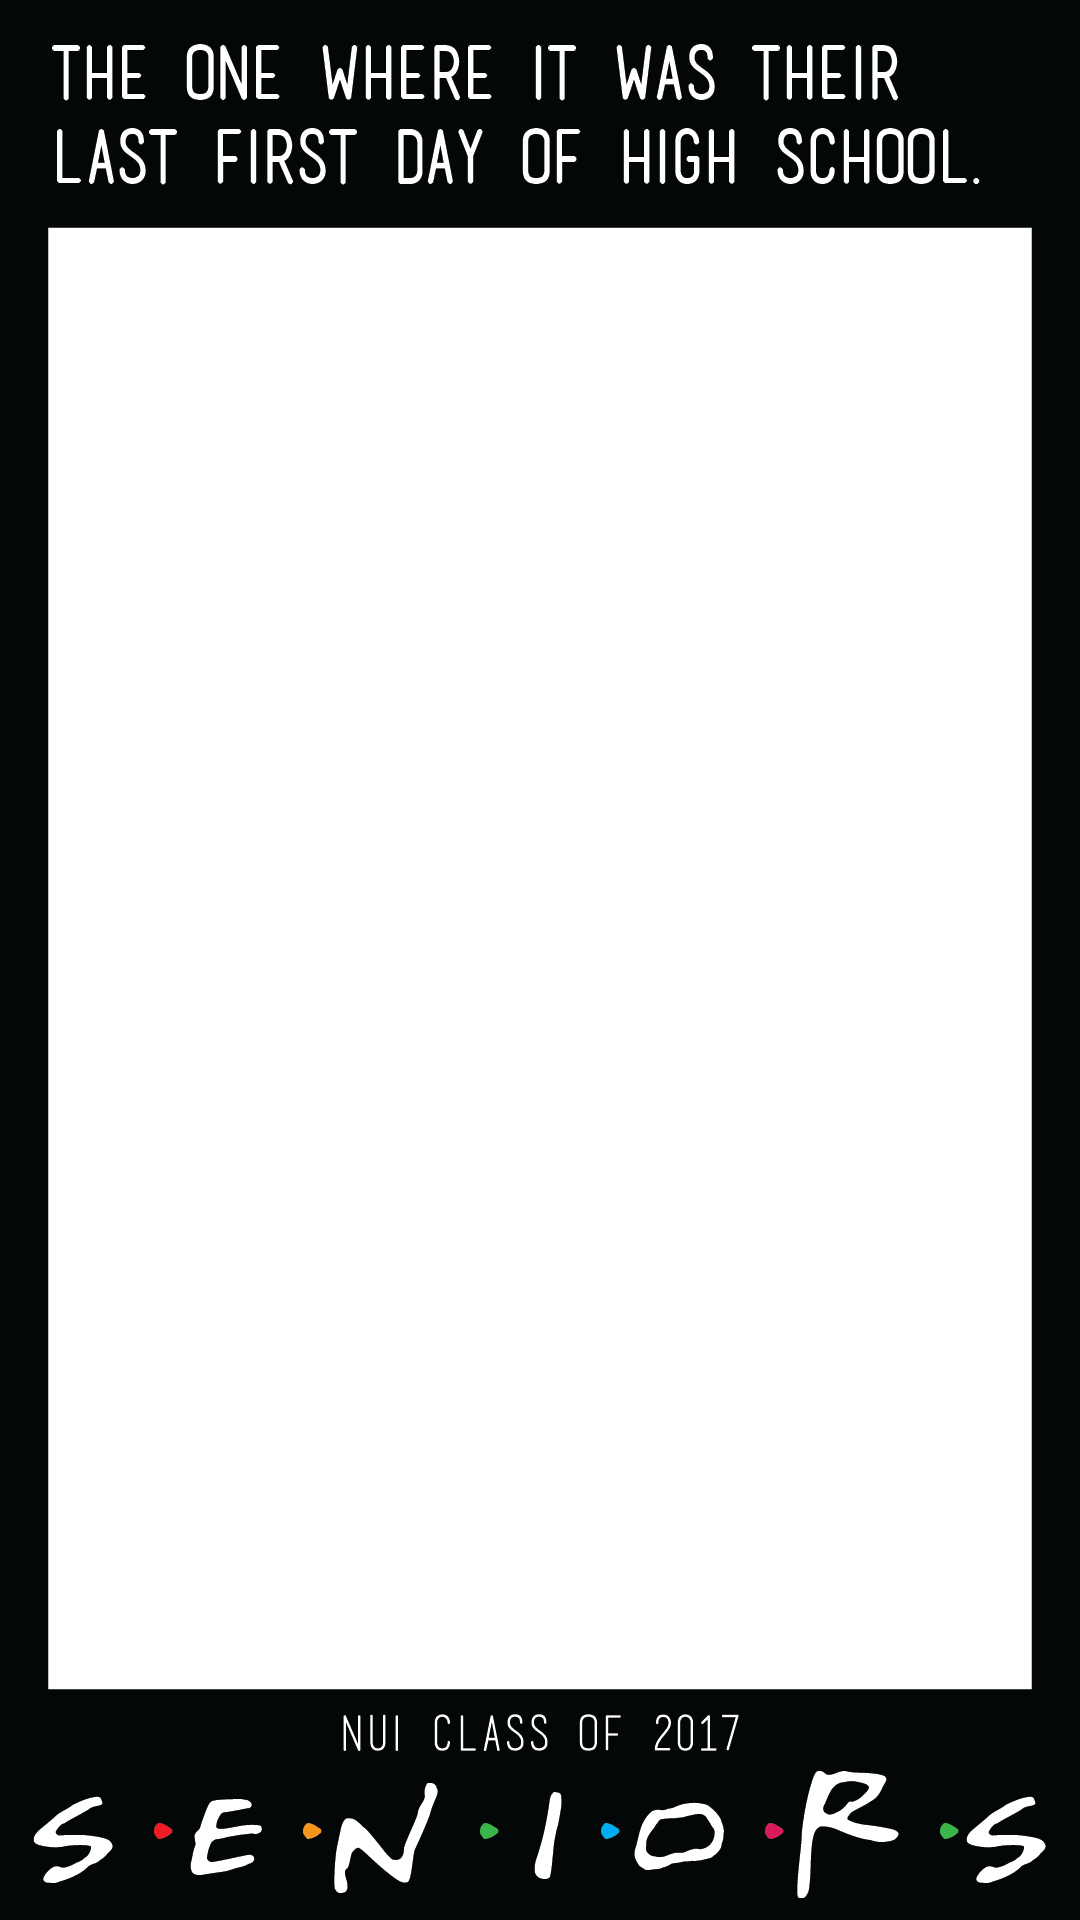 THE ONE WHERE IT WAS THEIR
LAST FIRST DAY OF HIGH SCHOOL.
NUI CLASS OF 2017
S•E•N•I•O•R•S